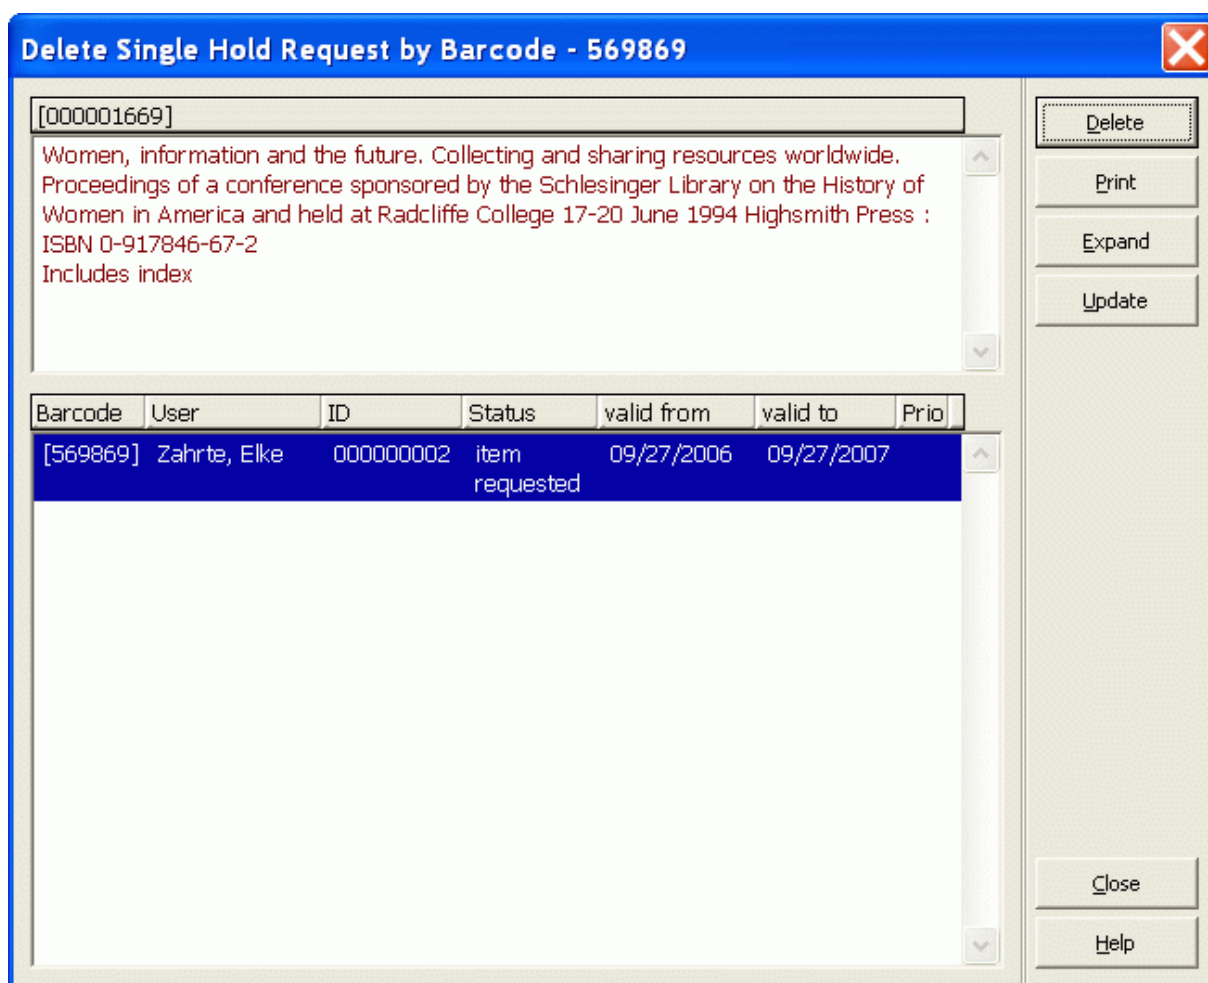 Delete Single Hold Request by Barcode - 569869
[000001669]
Women, information and the future. Collecting and sharing resources worldwide.
Proceedings of a conference sponsored by the Schlesinger Library on the History of
Women in America and held at Radcliffe College 17-20 June 1994 Highsmith Press :
ISBN 0-917846-67-2
Includes index
Delete
Print
Expand
Update
Barcode User ID Status valid from valid to Prio
[569869] Zahrte, Elke 000000002 item 09/27/2006 09/27/2007
requested
Close
Help